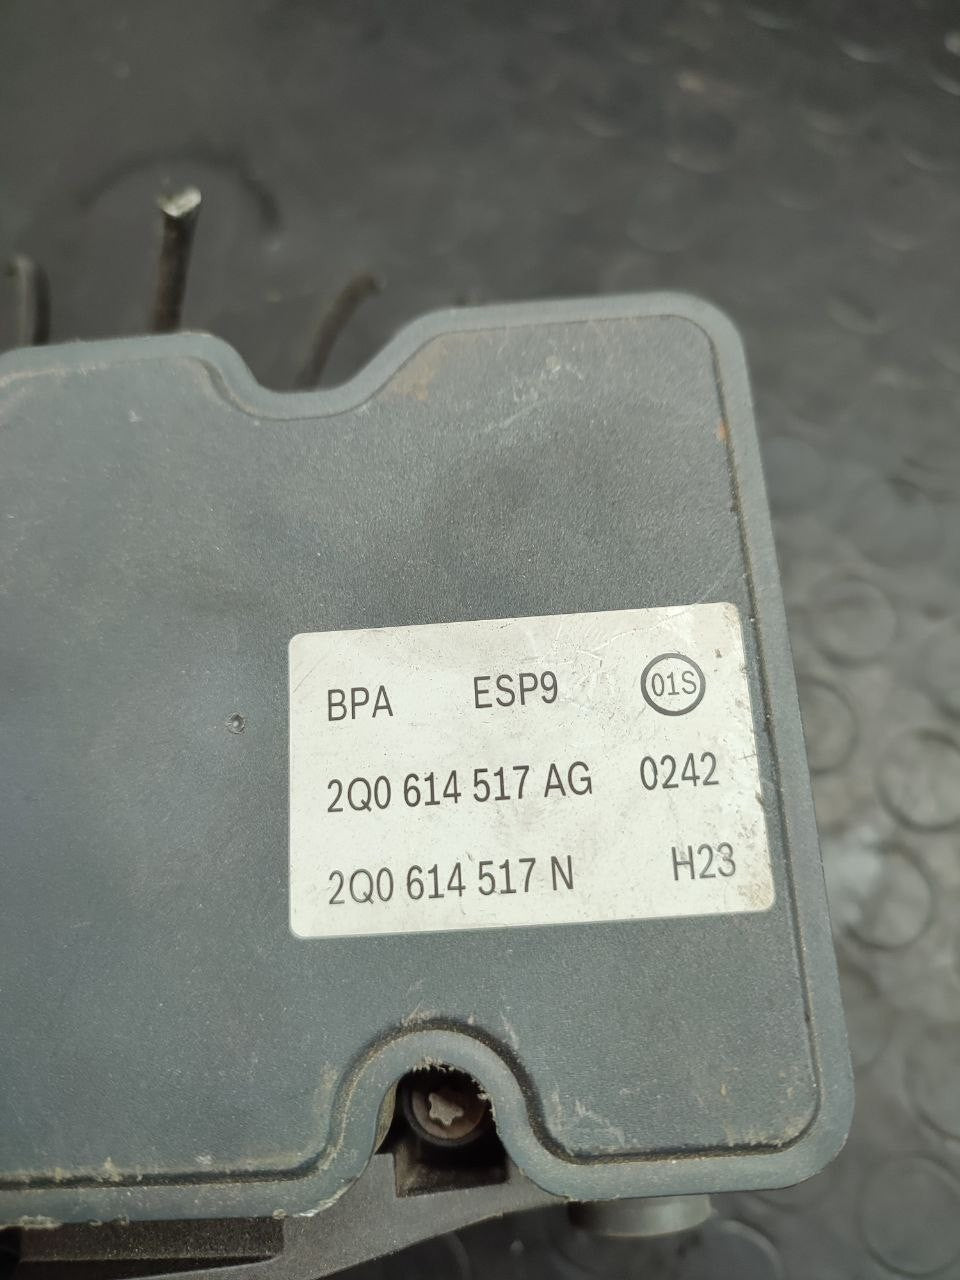 BPA ESP9 01S
2Q0 614 517 AG 0242
2Q0 614 517 N H23